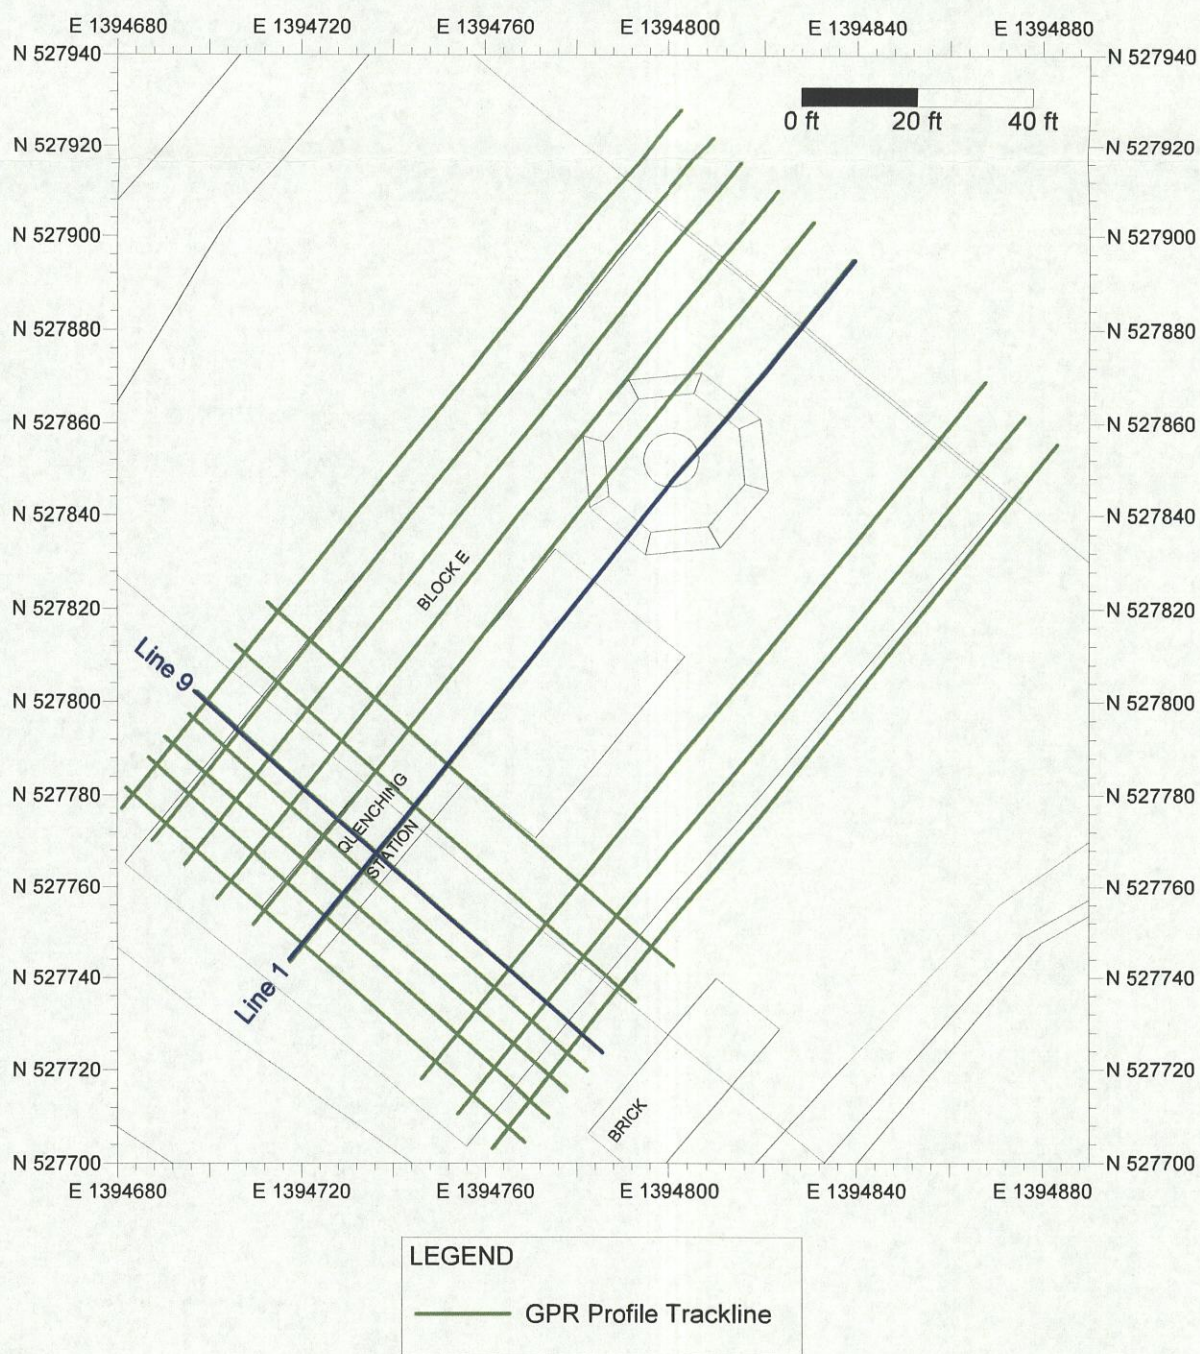 E 1394680 E 1394720 E 1394760 E 1394800 E 1394840 E 1394880
N 527940 N 527940
0 ft 20 ft 40 ft
N 527920 N 527920
N 527900 N 527900
N 527880 N 527880
N 527860 N 527860
N 527840 N 527840
BLOCK E
N 527820 N 527820
Line 9
N 527800 N 527800
N 527780 N 527780
QUENCHING
STATION
N 527760 N 527760
Line 1
N 527740 N 527740
N 527720 N 527720
BRICK
N 527700 N 527700
E 1394680 E 1394720 E 1394760 E 1394800 E 1394840 E 1394880
LEGEND
GPR Profile Trackline